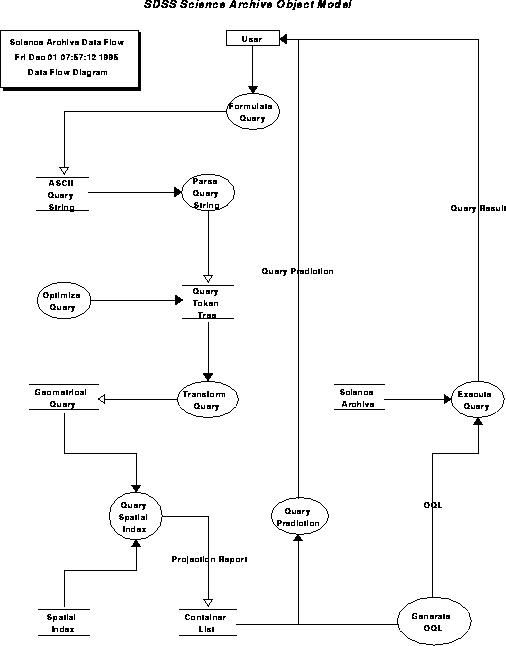 SDSS Science Archive Object Model
Science Archive Data Flow
Fri Dec 01 07:57:12 1995
Data Flow Diagram
User
Formulate
Query
ASCII
Query
String
Parse
Query
String
Query Result
Query Prediction
Optimize
Query
Query
Token
Tree
Geometrical
Query
Transform
Query
Science
Archive
Execute
Query
Query
Spatial
Index
Query
Prediction
OQL
Projection Report
Spatial
Index
Container
List
Generate
OQL